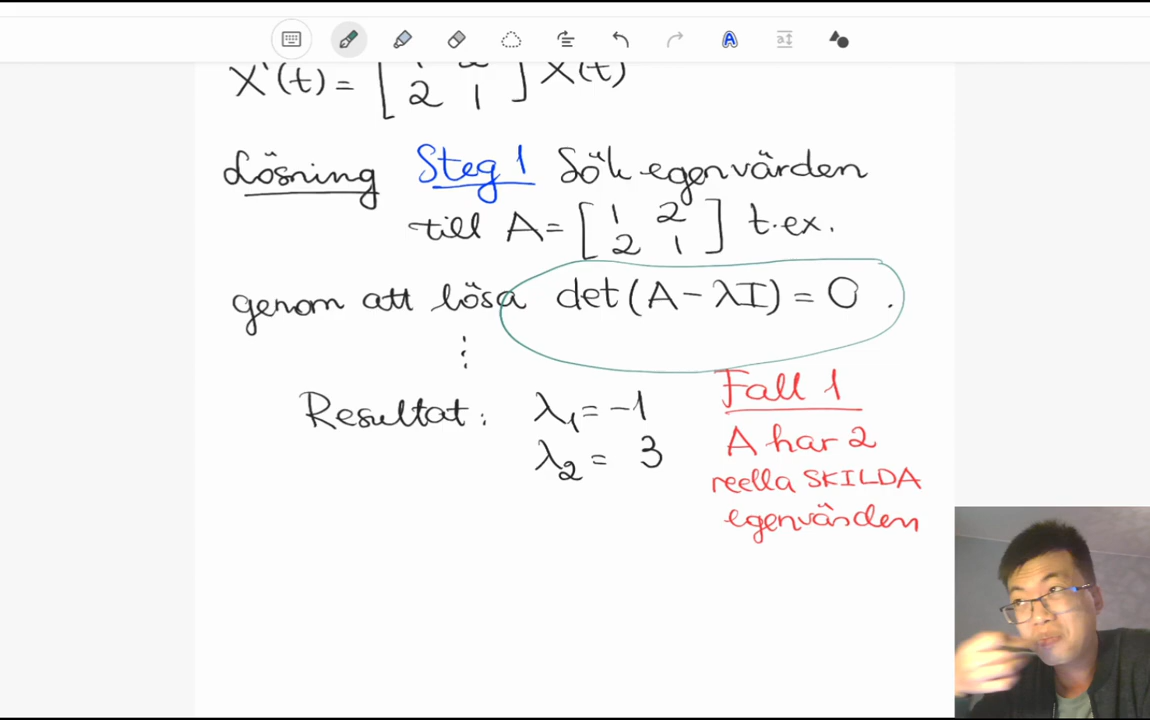 X'(t) = [ 2 1 ] X(t)
Lösning Steg 1 Sök egenvärden
till A = [ 1 2
2 1 ] t.ex.
genom att lösa det(A - λI) = 0 .
⋮
Resultat: λ₁ = -1
λ₂ = 3
Fall 1
A har 2
reella SKILDA
egenvärden